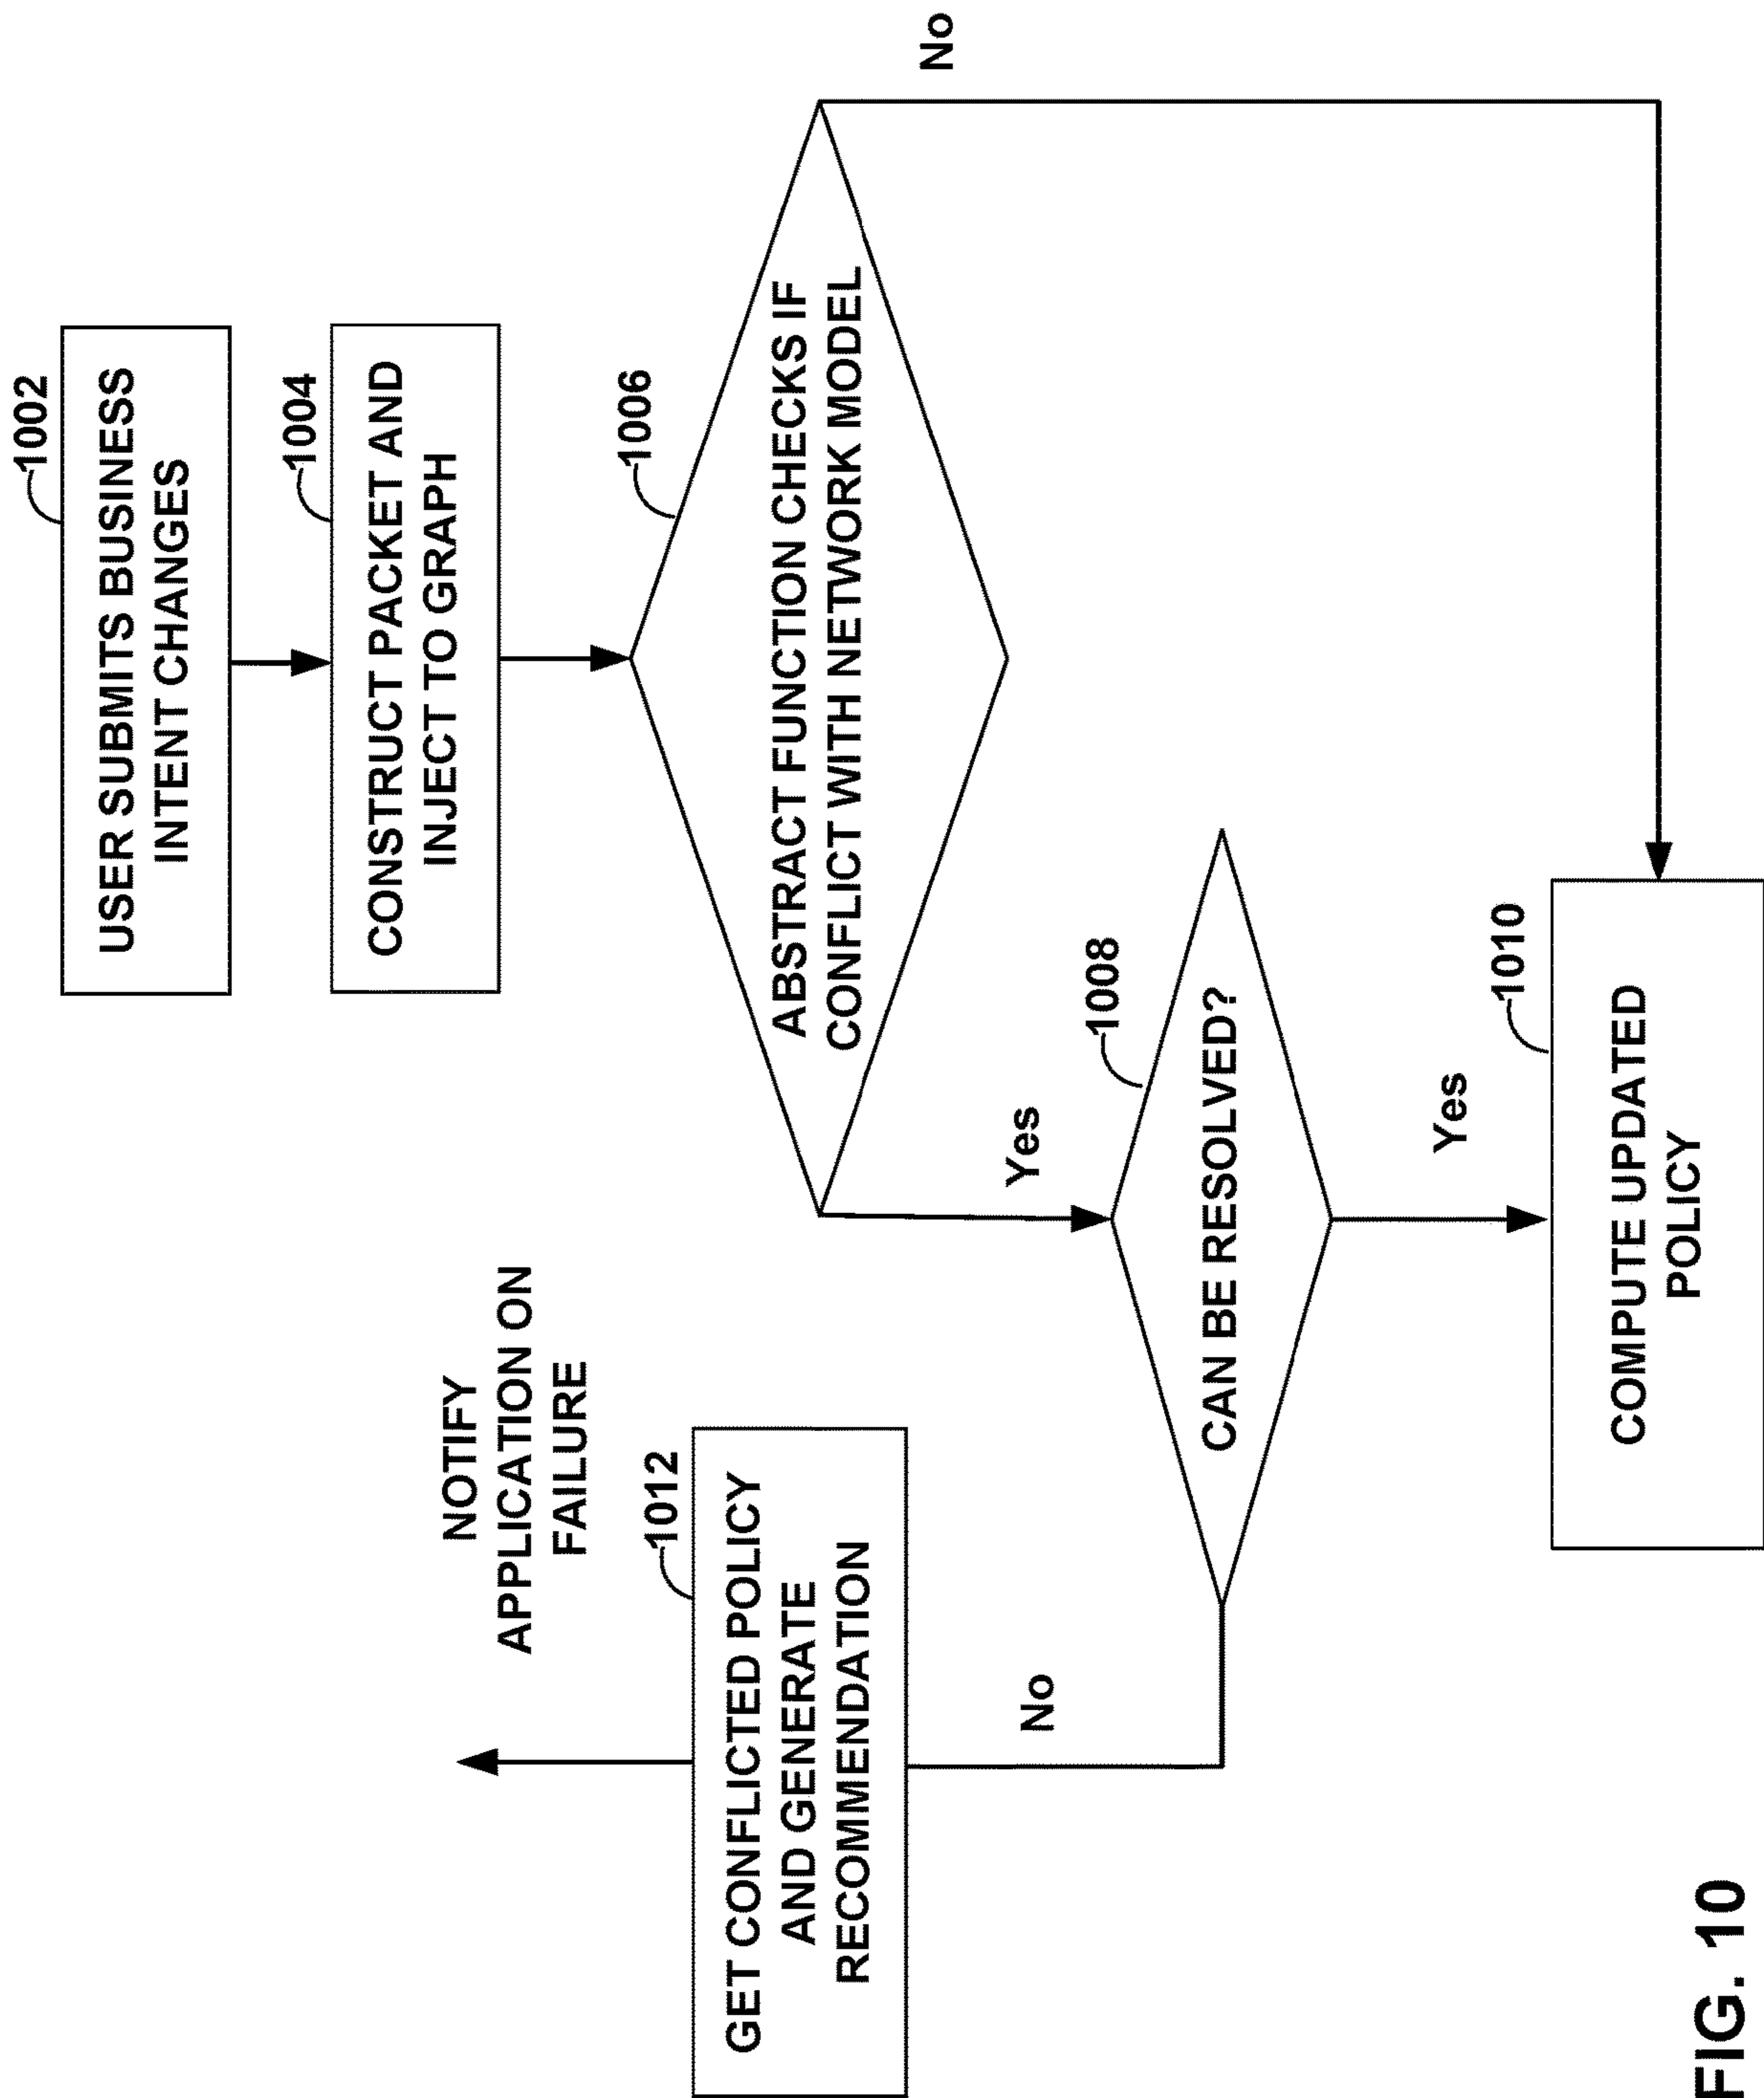 1002
USER SUBMITS BUSINESS
INTENT CHANGES
1004
CONSTRUCT PACKET AND
INJECT TO GRAPH
1006
ABSTRACT FUNCTION CHECKS IF
CONFLICT WITH NETWORK MODEL
No
Yes
1008
CAN BE RESOLVED?
Yes
1010
COMPUTE UPDATED
POLICY
No
1012
GET CONFLICTED POLICY
AND GENERATE
RECOMMENDATION
NOTIFY
APPLICATION ON
FAILURE
FIG. 10